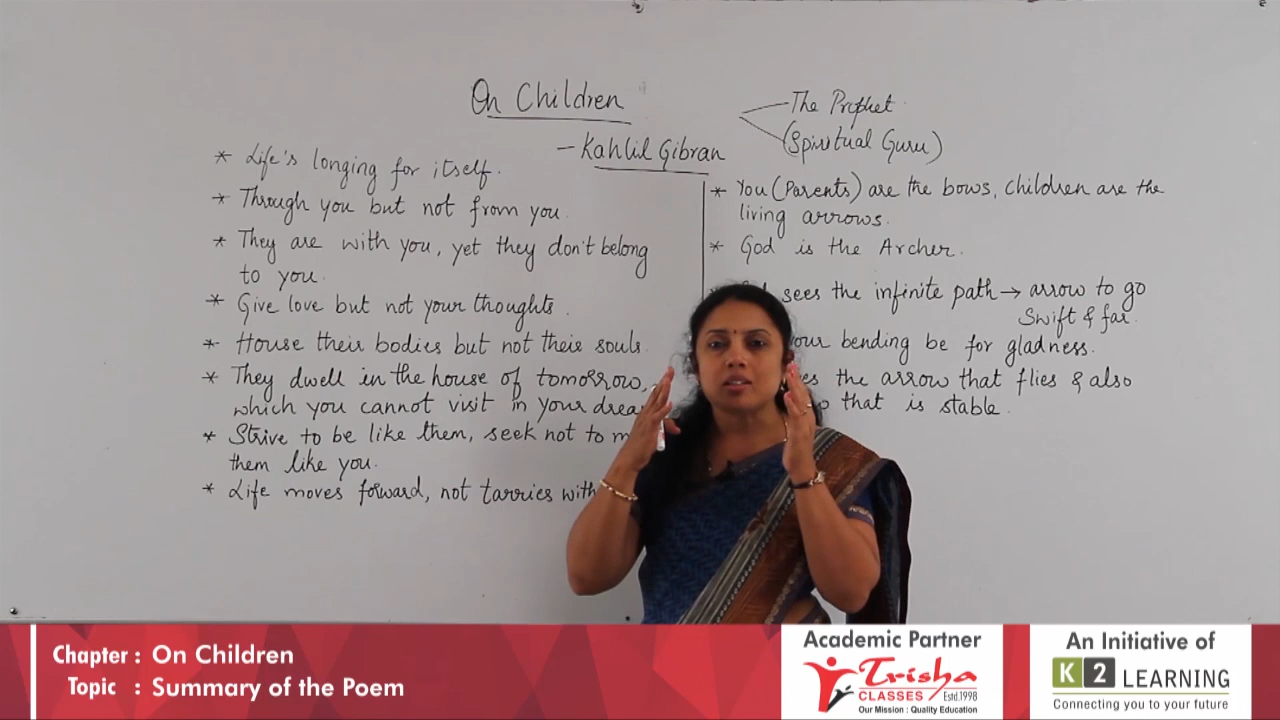 On Children
– Kahlil Gibran
The Prophet
(Spiritual Guru)
* Life's longing for itself.
* Through you but not from you.
* They are with you, yet they don't belong
to you.
* Give love but not your thoughts.
* House their bodies but not their souls.
* They dwell in the house of tomorrow,
which you cannot visit in your
* Strive to be like them, seek not to
them like you.
* Life moves forward, not tarries with
* You (Parents) are the bows, children are the
living arrows.
* God is the Archer.
sees the infinite path → arrow to go
Swift & far.
your bending be for gladness.
the arrow that flies & also
that is stable.
Chapter : On Children
Topic : Summary of the Poem
Academic Partner
Trisha
CLASSES Estd.1998
Our Mission : Quality Education
An Initiative of
K2 LEARNING
Connecting you to your future